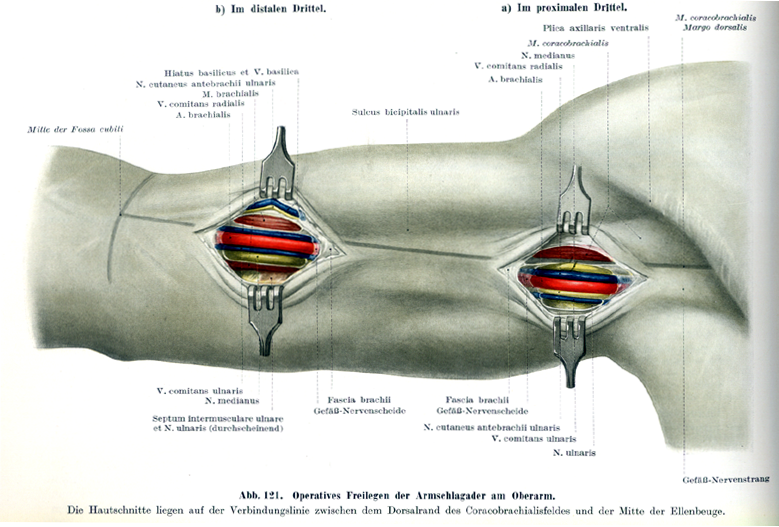 b) Im distalen Drittel.
a) Im proximalen Drittel.
M. coracobrachialis
Margo dorsalis
Plica axillaris ventralis
M. coracobrachialis
N. medianus
V. comitans radialis
A. brachialis
Hiatus basilicus et V. basilica
N. cutaneus antebrachii ulnaris
M. brachialis
V. comitans radialis
A. brachialis
Sulcus bicipitalis ulnaris
Mitte der Fossa cubiti
V. comitans ulnaris
N. medianus
Septum intermusculare ulnare
et N. ulnaris (durchscheinend)
Fascia brachii
Gefäß-Nervenscheide
Fascia brachii
Gefäß-Nervenscheide
N. cutaneus antebrachii ulnaris
V. comitans ulnaris
N. ulnaris
Gefäß-Nervenstrang
Abb. 121. Operatives Freilegen der Armschlagader am Oberarm.
Die Hautschnitte liegen auf der Verbindungslinie zwischen dem Dorsalrand des Coracobrachialisfeldes und der Mitte der Ellenbeuge.